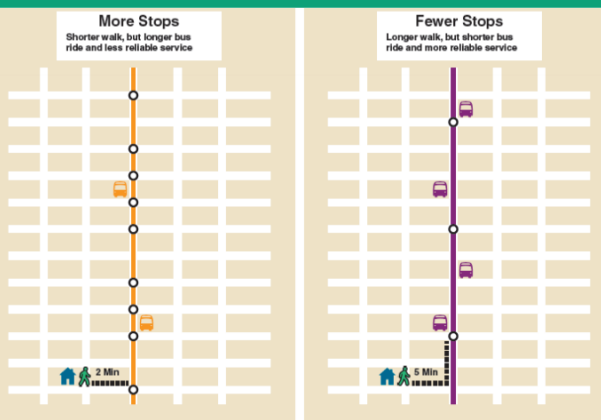 More Stops
Shorter walk, but longer bus
ride and less reliable service
2 Min
Fewer Stops
Longer walk, but shorter bus
ride and more reliable service
5 Min